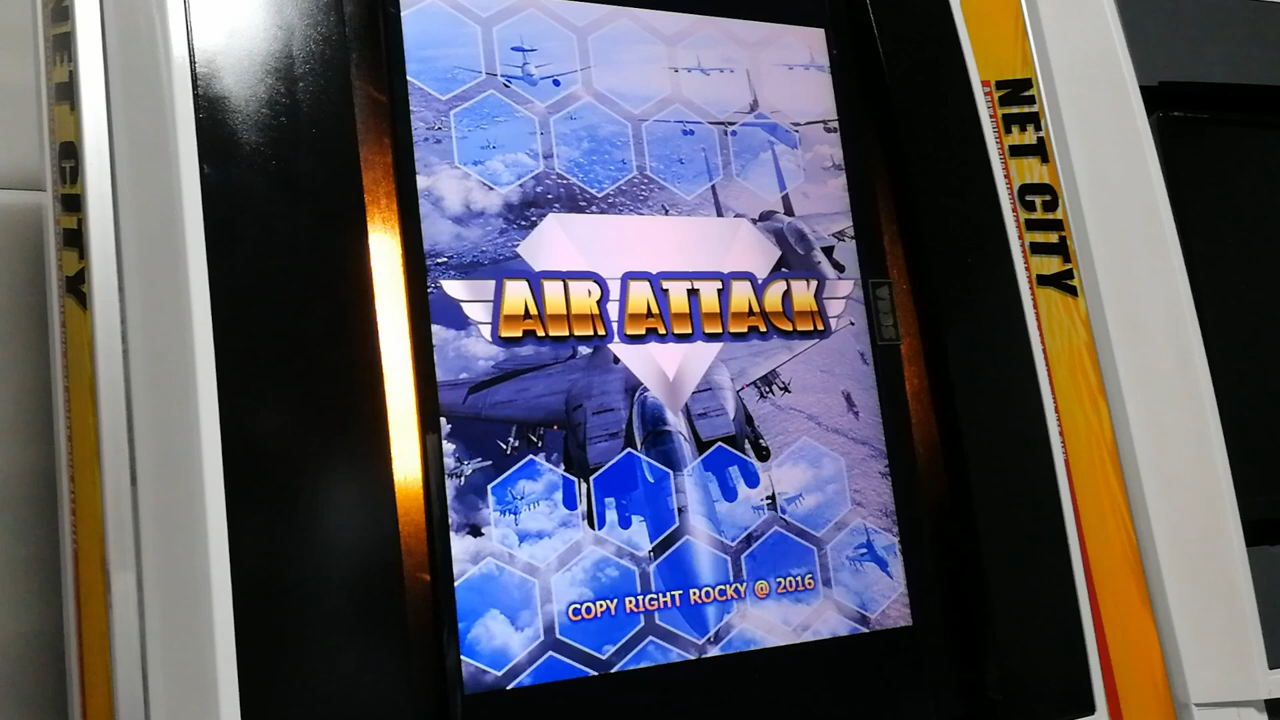 NET CITY
AIR ATTACK
COPY RIGHT ROCKY @ 2016
NET CITY